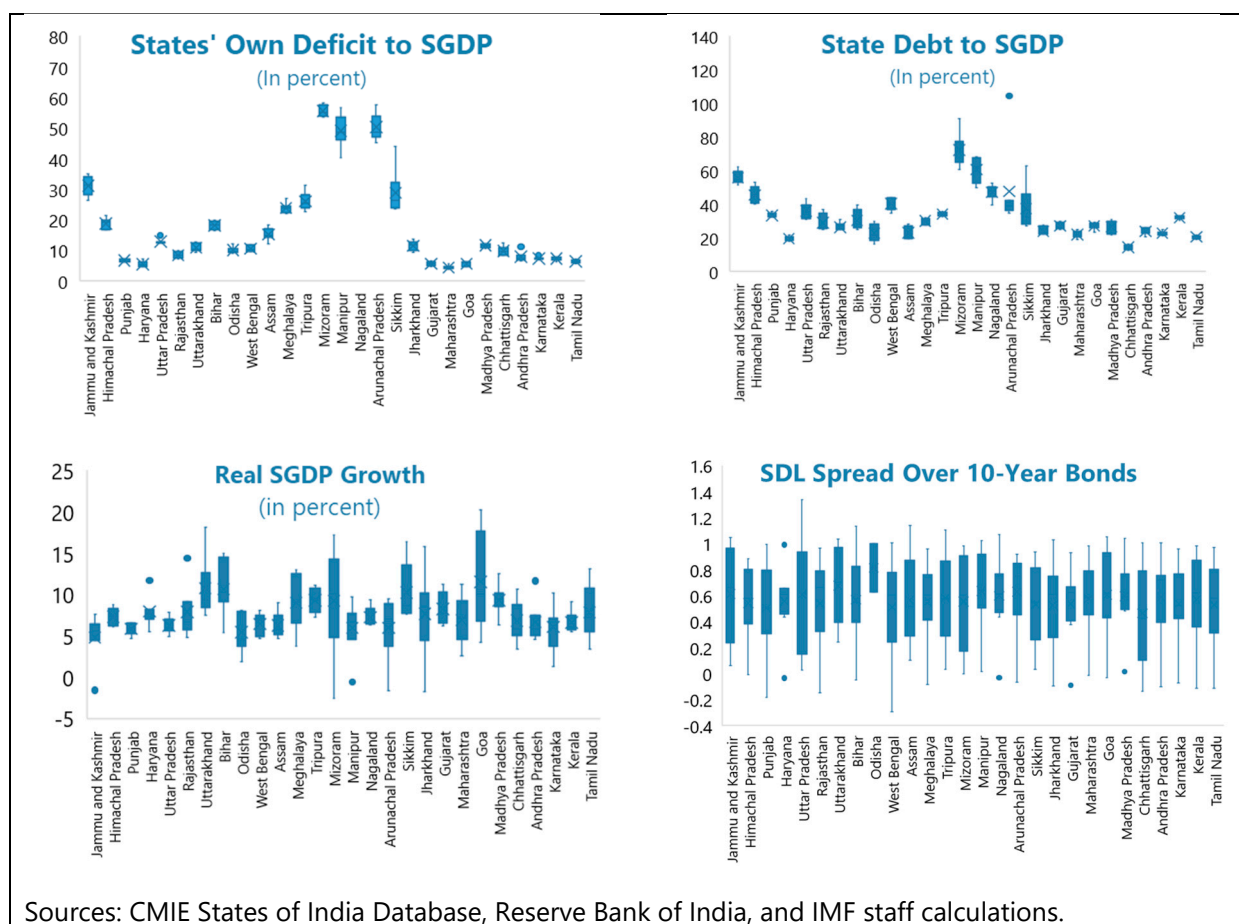 States' Own Deficit to SGDP
(In percent)
80
70
60
50
40
30
20
10
0
Jammu and Kashmir
Himachal Pradesh
Punjab
Haryana
Uttar Pradesh
Rajasthan
Uttarakhand
Bihar
Odisha
West Bengal
Assam
Meghalaya
Tripura
Mizoram
Manipur
Nagaland
Arunachal Pradesh
Sikkim
Jharkhand
Gujarat
Maharashtra
Goa
Madhya Pradesh
Chhattisgarh
Andhra Pradesh
Karnataka
Kerala
Tamil Nadu
State Debt to SGDP
(In percent)
140
120
100
80
60
40
20
0
Jammu and Kashmir
Himachal Pradesh
Punjab
Haryana
Uttar Pradesh
Rajasthan
Uttarakhand
Bihar
Odisha
West Bengal
Assam
Meghalaya
Tripura
Mizoram
Manipur
Nagaland
Arunachal Pradesh
Sikkim
Jharkhand
Gujarat
Maharashtra
Goa
Madhya Pradesh
Chhattisgarh
Andhra Pradesh
Karnataka
Kerala
Tamil Nadu
Real SGDP Growth
(in percent)
25
20
15
10
5
0
-5
Jammu and Kashmir
Himachal Pradesh
Punjab
Haryana
Uttar Pradesh
Rajasthan
Uttarakhand
Bihar
Odisha
West Bengal
Assam
Meghalaya
Tripura
Mizoram
Manipur
Nagaland
Arunachal Pradesh
Sikkim
Jharkhand
Gujarat
Maharashtra
Goa
Madhya Pradesh
Chhattisgarh
Andhra Pradesh
Karnataka
Kerala
Tamil Nadu
SDL Spread Over 10-Year Bonds
1.6
1.4
1.2
1
0.8
0.6
0.4
0.2
0
-0.2
-0.4
Jammu and Kashmir
Himachal Pradesh
Punjab
Haryana
Uttar Pradesh
Rajasthan
Uttarakhand
Bihar
Odisha
West Bengal
Assam
Meghalaya
Tripura
Mizoram
Manipur
Nagaland
Arunachal Pradesh
Sikkim
Jharkhand
Gujarat
Maharashtra
Goa
Madhya Pradesh
Chhattisgarh
Andhra Pradesh
Karnataka
Kerala
Tamil Nadu
Sources: CMIE States of India Database, Reserve Bank of India, and IMF staff calculations.